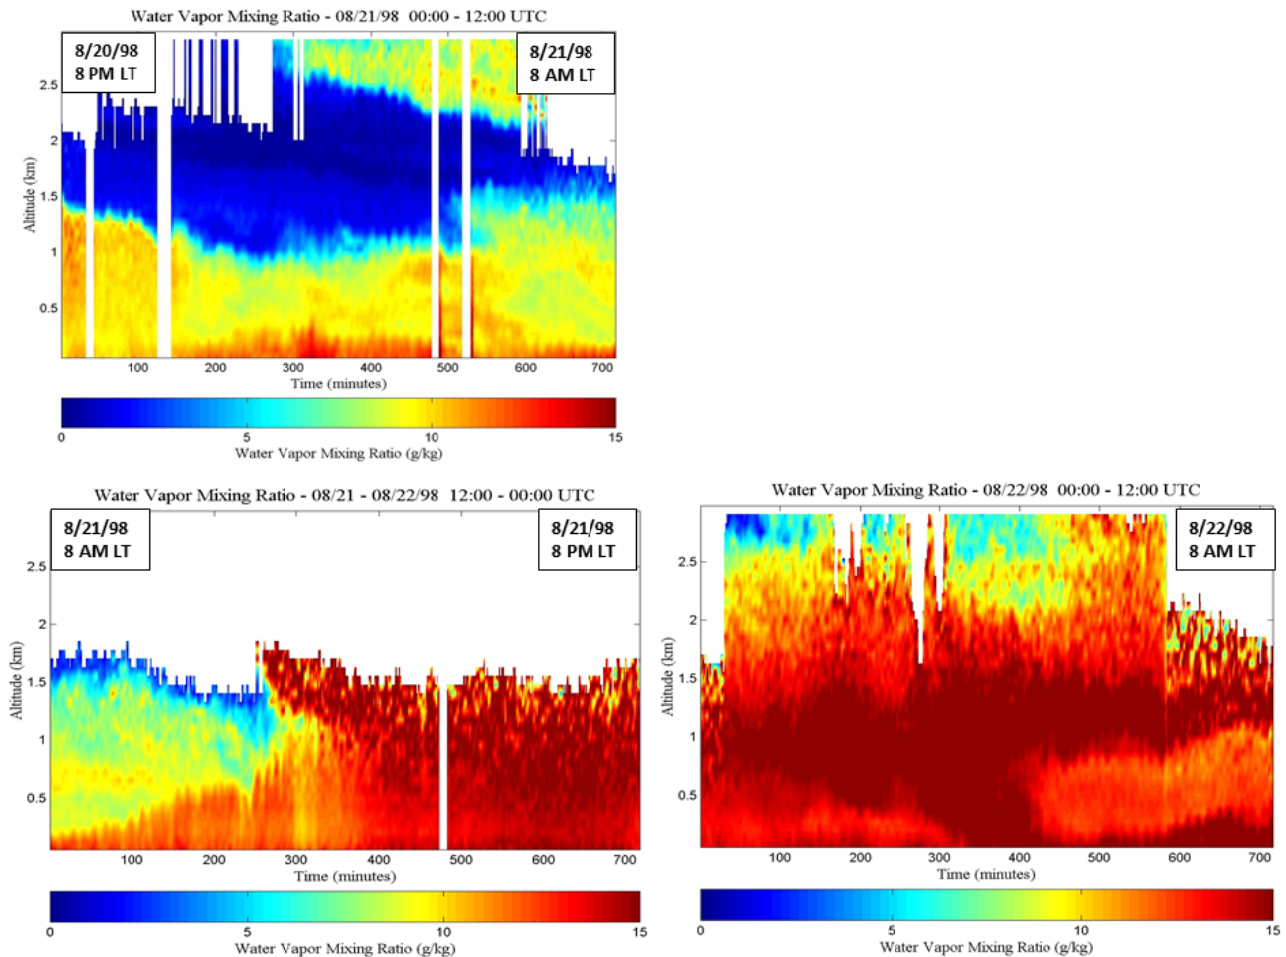 Water Vapor Mixing Ratio - 08/21/98 00:00 - 12:00 UTC
8/20/98
8 PM LT
8/21/98
8 AM LT
2.5
2
1.5
1
0.5
Altitude (km)
100 200 300 400 500 600 700
Time (minutes)
0 5 10 15
Water Vapor Mixing Ratio (g/kg)
Water Vapor Mixing Ratio - 08/21 - 08/22/98 12:00 - 00:00 UTC
8/21/98
8 AM LT
8/21/98
8 PM LT
2.5
2
1.5
1
0.5
Altitude (km)
100 200 300 400 500 600 700
Time (minutes)
0 5 10 15
Water Vapor Mixing Ratio (g/kg)
Water Vapor Mixing Ratio - 08/22/98 00:00 - 12:00 UTC
8/22/98
8 AM LT
2.5
2
1.5
1
0.5
Altitude (km)
100 200 300 400 500 600 700
Time (minutes)
0 5 10 15
Water Vapor Mixing Ratio (g/kg)